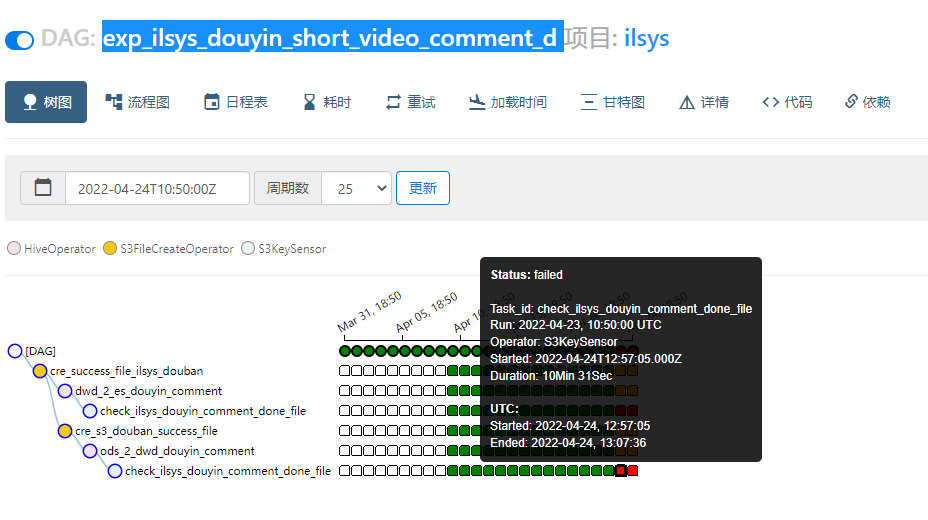 DAG: exp_ilsys_douyin_short_video_comment_d 项目: ilsys
树图 流程图 日程表 耗时 重试 加载时间 甘特图 详情 代码 依赖
2022-04-24T10:50:00Z 周期数 25 更新
HiveOperator S3FileCreateOperator S3KeySensor
Status: failed
Task_id: check_ilsys_douyin_comment_done_file
Run: 2022-04-23, 10:50:00 UTC
Operator: S3KeySensor
Started: 2022-04-24T12:57:05.000Z
Duration: 10Min 31Sec
UTC:
Started: 2022-04-24, 12:57:05
Ended: 2022-04-24, 13:07:36
Mar 31, 18:50
Apr 05, 18:50
[DAG]
cre_success_file_ilsys_douban
dwd_2_es_douyin_comment
check_ilsys_douyin_comment_done_file
cre_s3_douban_success_file
ods_2_dwd_douyin_comment
check_ilsys_douyin_comment_done_file